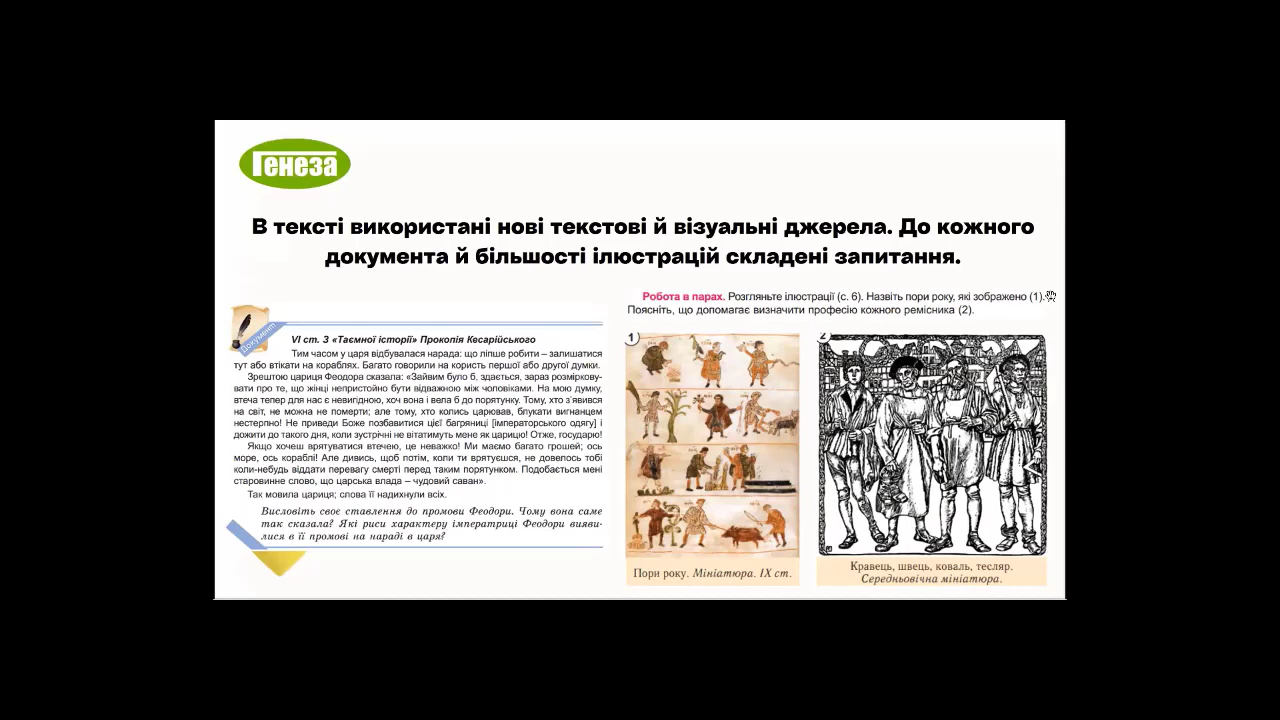 Генеза
В тексті використані нові текстові й візуальні джерела. До кожного
документа й більшості ілюстрацій складені запитання.
Документ
VI ст. З «Таємної історії» Прокопія Кесарійського
Тим часом у царя відбувалася нарада: що ліпше робити – залишатися
тут або втікати на кораблях. Багато говорили на користь першої або другої думки.
Зрештою цариця Феодора сказала: «Зайвим було б, здається, зараз розмірковувати
вати про те, що жінці непристойно бути відважною між чоловіками. На мою думку,
втеча тепер для нас є невигідною, хоч вона і вела б до порятунку. Тому, хто з’явився
на світ, не можна не померти; але тому, хто колись царював, блукати вигнанцем
нестерпно! Не приведи Боже позбавитися цієї багряниці [імператорського одягу] і
дожити до такого дня, коли зустрічні не вітатимуть мене як царицю! Отже, государю!
Якщо хочеш врятуватися втечею, це неважко! Ми маємо багато грошей; ось
море, ось кораблі! Але дивись, щоб потім, коли ти врятуєшся, не довелось тобі
коли-небудь віддати перевагу смерті перед таким порятунком. Подобається мені
старовинне слово, що царська влада – чудовий саван».
Так мовила цариця; слова її надихнули всіх.
Висловіть своє ставлення до промови Феодори. Чому вона саме
так сказала? Які риси характеру імператриці Феодори вияви-
лися в її промові на нараді в царя?
Робота в парах. Розгляньте ілюстрації (с. 6). Назвіть пори року, які зображено (1).
Поясніть, що допомагає визначити професію кожного ремісника (2).
1
2
Пори року. Мініатюра. IX ст.
Кравець, швець, коваль, тесляр.
Середньовічна мініатюра.